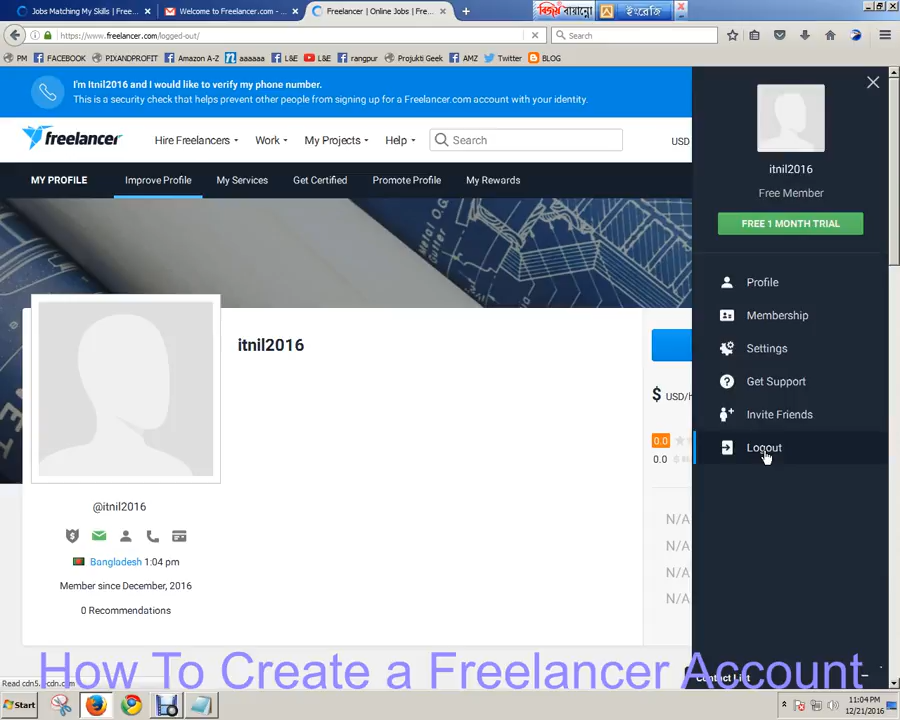 Jobs Matching My Skills | Free...
Welcome to Freelancer.com -
Freelancer | Online Jobs | Fre...
বিজয় বায়ান্নো
A
ইংরেজি
https://www.freelancer.com/logged-out/
Search
PM
FACEBOOK
PIXANDPROFIT
Amazon A-Z
aaaaaa
L&E
L&E
rangpur
Projukti Geek
AMZ
Twitter
BLOG
I'm Itnil2016 and I would like to verify my phone number.
This is a security check that helps prevent other people from signing up for a Freelancer.com account with your identity.
freelancer
Hire Freelancers
Work
My Projects
Help
Search
USD
MY PROFILE
Improve Profile
My Services
Get Certified
Promote Profile
My Rewards
itnil2016
Free Member
FREE 1 MONTH TRIAL
Profile
Membership
Settings
Get Support
Invite Friends
Logout
itnil2016
$ USD/h
0.0
0.0
N/A
N/A
N/A
N/A
@itnil2016
Bangladesh 1:04 pm
Member since December, 2016
0 Recommendations
How To Create a Freelancer Account
Read cdn5.
Start
11:04 PM
12/21/2016